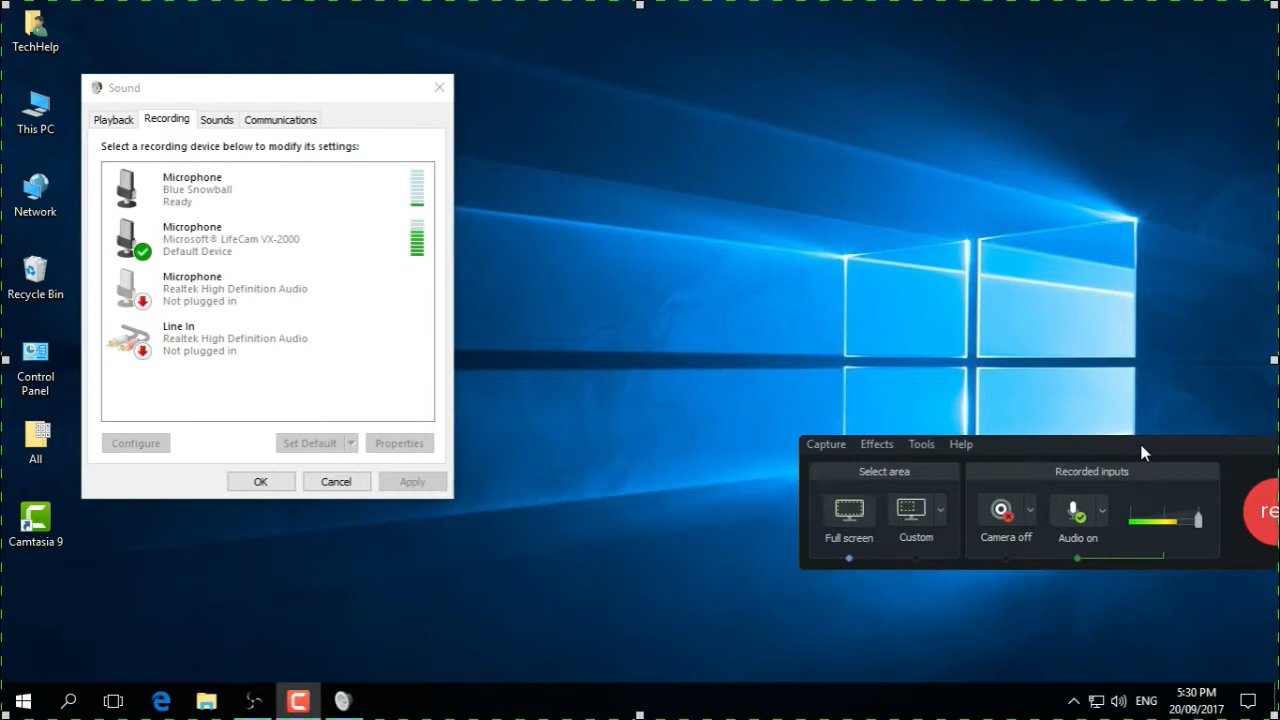 TechHelp
This PC
Network
Recycle Bin
Control
Panel
All
Camtasia 9
Sound
Playback Recording Sounds Communications
Select a recording device below to modify its settings:
Microphone
Blue Snowball
Ready
Microphone
Microsoft® LifeCam VX-2000
Default Device
Microphone
Realtek High Definition Audio
Not plugged in
Line In
Realtek High Definition Audio
Not plugged in
Configure Set Default Properties
OK Cancel Apply
Capture Effects Tools Help
Select area Recorded inputs
Full screen Custom Camera off Audio on
re
ENG
5:30 PM
20/09/2017